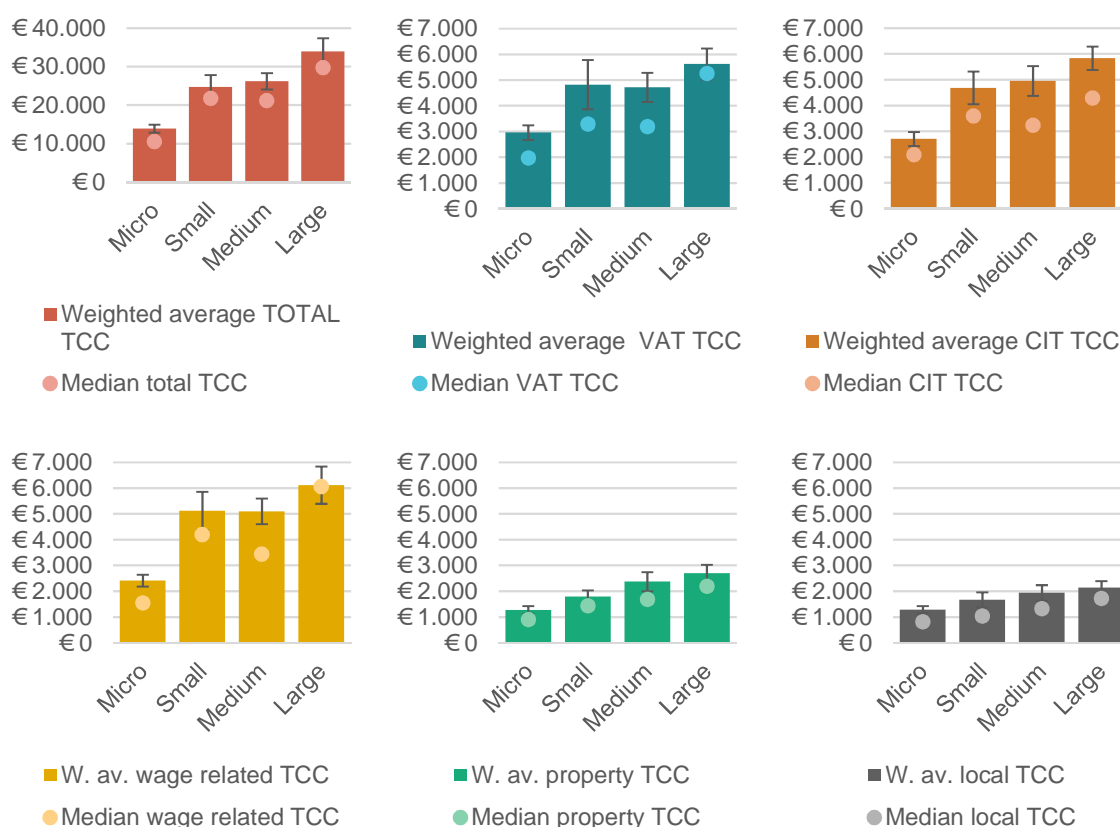 € 40.000
€ 30.000
€ 20.000
€ 10.000
€ 0
Micro
Small
Medium
Large
Weighted average TOTAL
TCC
Median total TCC
€ 7.000
€ 6.000
€ 5.000
€ 4.000
€ 3.000
€ 2.000
€ 1.000
€ 0
Micro
Small
Medium
Large
Weighted average VAT TCC
Median VAT TCC
€ 7.000
€ 6.000
€ 5.000
€ 4.000
€ 3.000
€ 2.000
€ 1.000
€ 0
Micro
Small
Medium
Large
Weighted average CIT TCC
Median CIT TCC
€ 7.000
€ 6.000
€ 5.000
€ 4.000
€ 3.000
€ 2.000
€ 1.000
€ 0
Micro
Small
Medium
Large
W. av. wage related TCC
Median wage related TCC
€ 7.000
€ 6.000
€ 5.000
€ 4.000
€ 3.000
€ 2.000
€ 1.000
€ 0
Micro
Small
Medium
Large
W. av. property TCC
Median property TCC
€ 7.000
€ 6.000
€ 5.000
€ 4.000
€ 3.000
€ 2.000
€ 1.000
€ 0
Micro
Small
Medium
Large
W. av. local TCC
Median local TCC